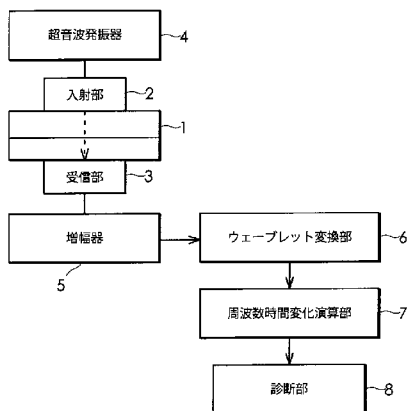 超音波発振器
4
入射部
2
1
受信部
3
増幅器
5
ウェーブレット変換部
6
周波数時間変化演算部
7
診断部
8